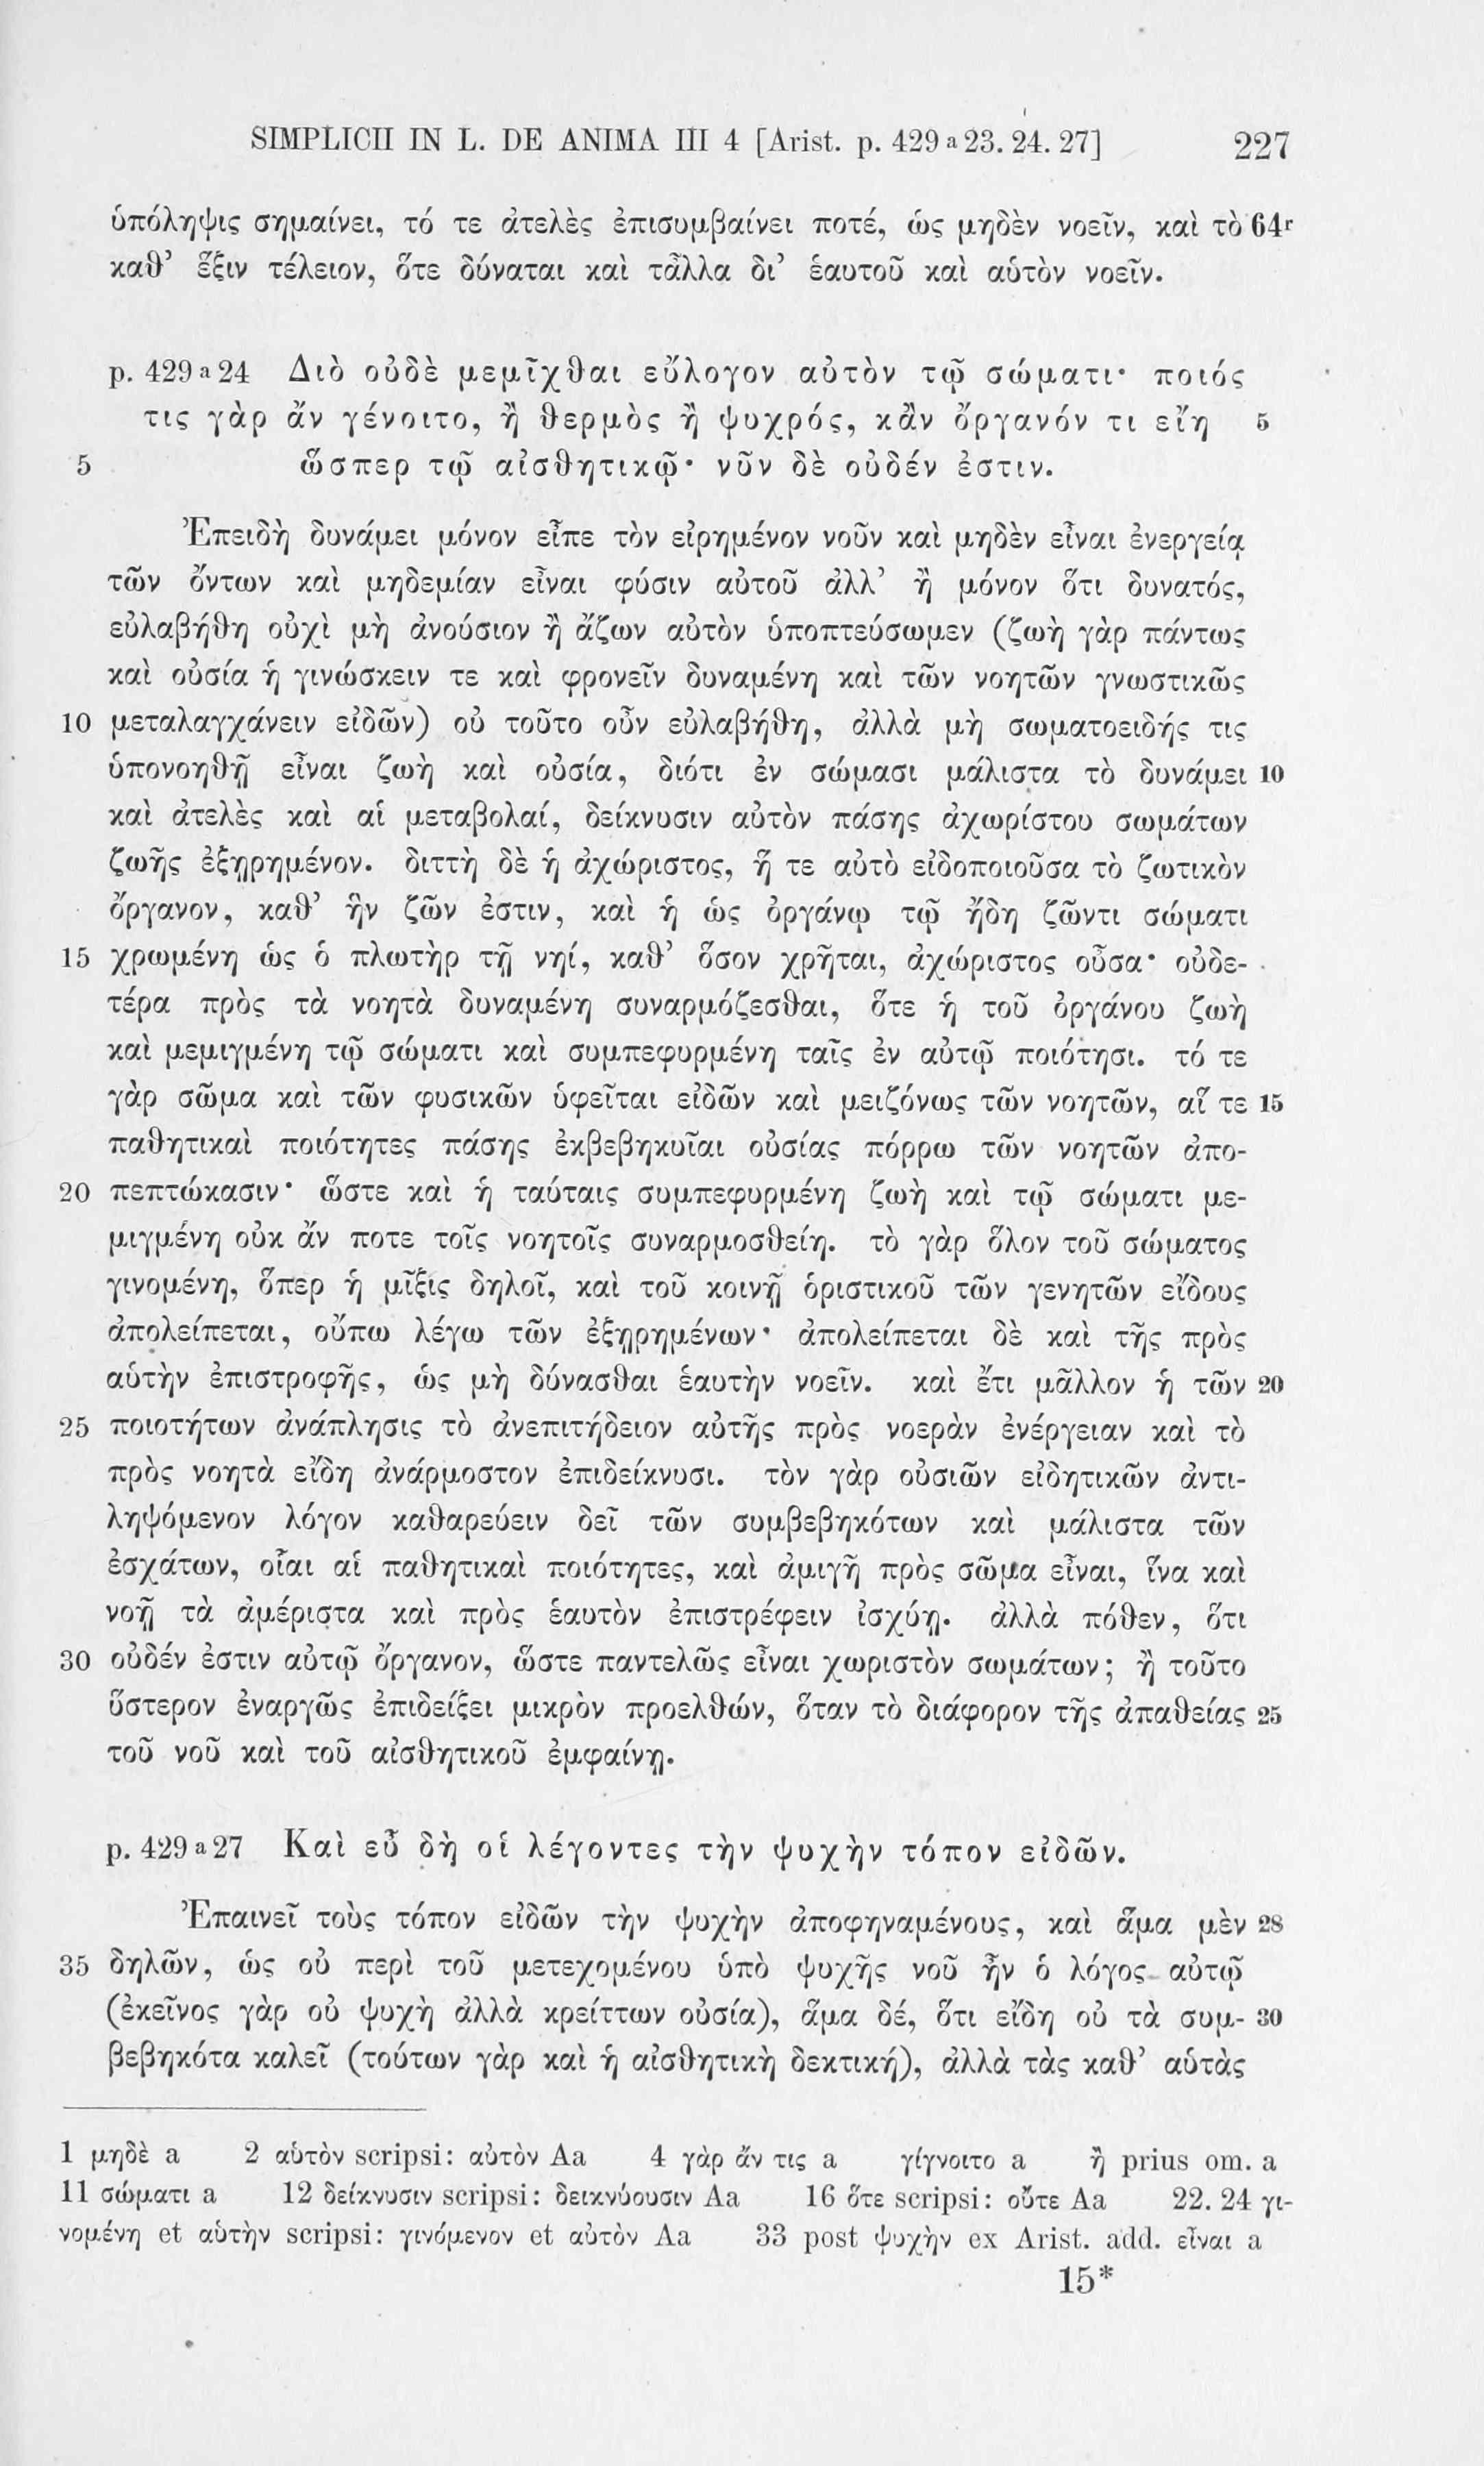 SIMPLICII IN L. DE ANIMA III 4 [Arist. p. 429 a 23. 24. 27] 227
ὑπόληψις σημαίνει, τό τε ἀτελὲς ἐπισυμβαίνει ποτέ, ὡς μηδὲν νοεῖν, καὶ τὸ 64r
καθ’ ἕξιν τέλειον, ὅτε δύναται καὶ τἆλλα δι’ ἑαυτοῦ καὶ αὑτὸν νοεῖν.
p. 429 a 24 Διὸ οὐδὲ μεμῖχθαι εὔλογον αὐτὸν τῷ σώματι· ποιός
τις γὰρ ἂν γένοιτο, ἢ θερμὸς ἢ ψυχρός, κἂν ὄργανόν τι εἴη 5
5 ὥσπερ τῷ αἰσθητικῷ· νῦν δὲ οὐδέν ἐστιν.
Ἐπειδὴ δυνάμει μόνον εἶπε τὸν εἰρημένον νοῦν καὶ μηδὲν εἶναι ἐνεργείᾳ
τῶν ὄντων καὶ μηδεμίαν εἶναι φύσιν αὐτοῦ ἀλλ’ ἢ μόνον ὅτι δυνατός,
εὐλαβήθη οὐχὶ μὴ ἀνούσιον ἢ ἄζων αὐτὸν ὑποπτεύσωμεν (ζωὴ γὰρ πάντως
καὶ οὐσία ἡ γινώσκειν τε καὶ φρονεῖν δυναμένη καὶ τῶν νοητῶν γνωστικῶς
10 μεταλαγχάνειν εἰδῶν) οὐ τοῦτο οὖν εὐλαβήθη, ἀλλὰ μὴ σωματοειδής τις
ὑπονοηθῇ εἶναι ζωὴ καὶ οὐσία, διότι ἐν σώμασι μάλιστα τὸ δυνάμει 10
καὶ ἀτελὲς καὶ αἱ μεταβολαί, δείκνυσιν αὐτὸν πάσης ἀχωρίστου σωμάτων
ζωῆς ἐξῃρημένον. διττὴ δὲ ἡ ἀχώριστος, ἥ τε αὐτὸ εἰδοποιοῦσα τὸ ζωτικὸν
ὄργανον, καθ’ ἣν ζῶν ἐστιν, καὶ ἡ ὡς ὀργάνῳ τῷ ἤδη ζῶντι σώματι
15 χρωμένη ὡς ὁ πλωτὴρ τῇ νηί, καθ’ ὅσον χρῆται, ἀχώριστος οὖσα· οὐδε-
τέρα πρὸς τὰ νοητὰ δυναμένη συναρμόζεσθαι, ὅτε ἡ τοῦ ὀργάνου ζωὴ
καὶ μεμιγμένη τῷ σώματι καὶ συμπεφυρμένη ταῖς ἐν αὐτῷ ποιότησι. τό τε
γὰρ σῶμα καὶ τῶν φυσικῶν ὑφεῖται εἰδῶν καὶ μειζόνως τῶν νοητῶν, αἵ τε 15
παθητικαὶ ποιότητες πάσης ἐκβεβηκυῖαι οὐσίας πόρρω τῶν νοητῶν ἀπο-
20 πεπτώκασιν· ὥστε καὶ ἡ ταύταις συμπεφυρμένη ζωὴ καὶ τῷ σώματι με-
μιγμένη οὐκ ἄν ποτε τοῖς νοητοῖς συναρμοσθείη. τὸ γὰρ ὅλον τοῦ σώματος
γινομένη, ὅπερ ἡ μῖξις δηλοῖ, καὶ τοῦ κοινῇ ὁριστικοῦ τῶν γενητῶν εἴδους
ἀπολείπεται, οὔπω λέγω τῶν ἐξῃρημένων· ἀπολείπεται δὲ καὶ τῆς πρὸς
αὑτὴν ἐπιστροφῆς, ὡς μὴ δύνασθαι ἑαυτὴν νοεῖν. καὶ ἔτι μᾶλλον ἡ τῶν 20
25 ποιοτήτων ἀνάπλησις τὸ ἀνεπιτήδειον αὐτῆς πρὸς νοερὰν ἐνέργειαν καὶ τὸ
πρὸς νοητὰ εἴδη ἀνάρμοστον ἐπιδείκνυσι. τὸν γὰρ οὐσιῶν εἰδητικῶν ἀντι-
ληψόμενον λόγον καθαρεύειν δεῖ τῶν συμβεβηκότων καὶ μάλιστα τῶν
ἐσχάτων, οἷαι αἱ παθητικαὶ ποιότητες, καὶ ἀμιγῆ πρὸς σῶμα εἶναι, ἵνα καὶ
νοῇ τὰ ἀμέριστα καὶ πρὸς ἑαυτὸν ἐπιστρέφειν ἰσχύῃ. ἀλλὰ πόθεν, ὅτι
30 οὐδέν ἐστιν αὐτῷ ὄργανον, ὥστε παντελῶς εἶναι χωριστὸν σωμάτων; ἢ τοῦτο
ὕστερον ἐναργῶς ἐπιδείξει μικρὸν προελθών, ὅταν τὸ διάφορον τῆς ἀπαθείας 25
τοῦ νοῦ καὶ τοῦ αἰσθητικοῦ ἐμφαίνῃ.
p. 429 a 27 Καὶ εὖ δὴ οἱ λέγοντες τὴν ψυχὴν τόπον εἰδῶν.
Ἐπαινεῖ τοὺς τόπον εἰδῶν τὴν ψυχὴν ἀποφηναμένους, καὶ ἅμα μὲν 28
35 δηλῶν, ὡς οὐ περὶ τοῦ μετεχομένου ὑπὸ ψυχῆς νοῦ ἦν ὁ λόγος αὐτῷ
(ἐκεῖνος γὰρ οὐ ψυχὴ ἀλλὰ κρείττων οὐσία), ἅμα δέ, ὅτι εἴδη οὐ τὰ συμ- 30
βεβηκότα καλεῖ (τούτων γὰρ καὶ ἡ αἰσθητικὴ δεκτική), ἀλλὰ τὰς καθ’ αὑτὰς
1 μηδὲ a 2 αὑτὸν scripsi: αὐτὸν Aa 4 γὰρ ἄν τις a γίγνοιτο a ἢ prius om. a
11 σώματι a 12 δείκνυσιν scripsi: δεικνύουσιν Aa 16 ὅτε scripsi: οὔτε Aa 22. 24 γι-
νομένη et αὑτὴν scripsi: γινόμενον et αὐτὸν Aa 33 post ψυχὴν ex Arist. add. εἶναι a
15*